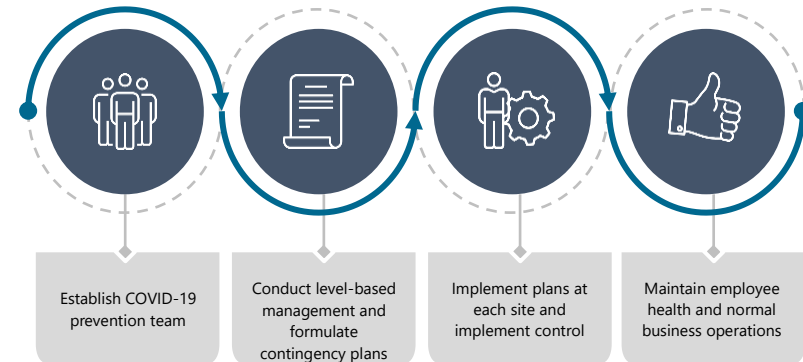 Establish COVID-19
prevention team
Conduct level-based
management and
formulate
contingency plans
Implement plans at
each site and
implement control
Maintain employee
health and normal
business operations